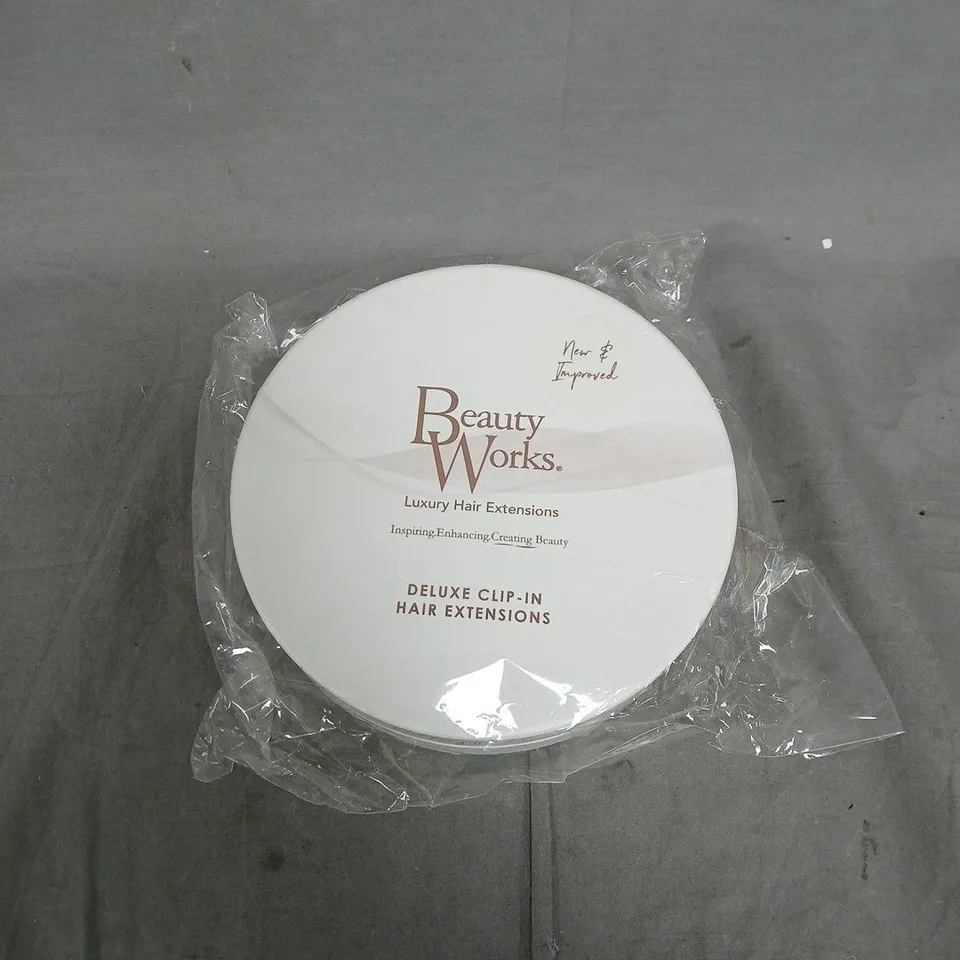 New &
Improved
Beauty
Works®
Luxury Hair Extensions
Inspiring.Enhancing.Creating Beauty
DELUXE CLIP-IN
HAIR EXTENSIONS